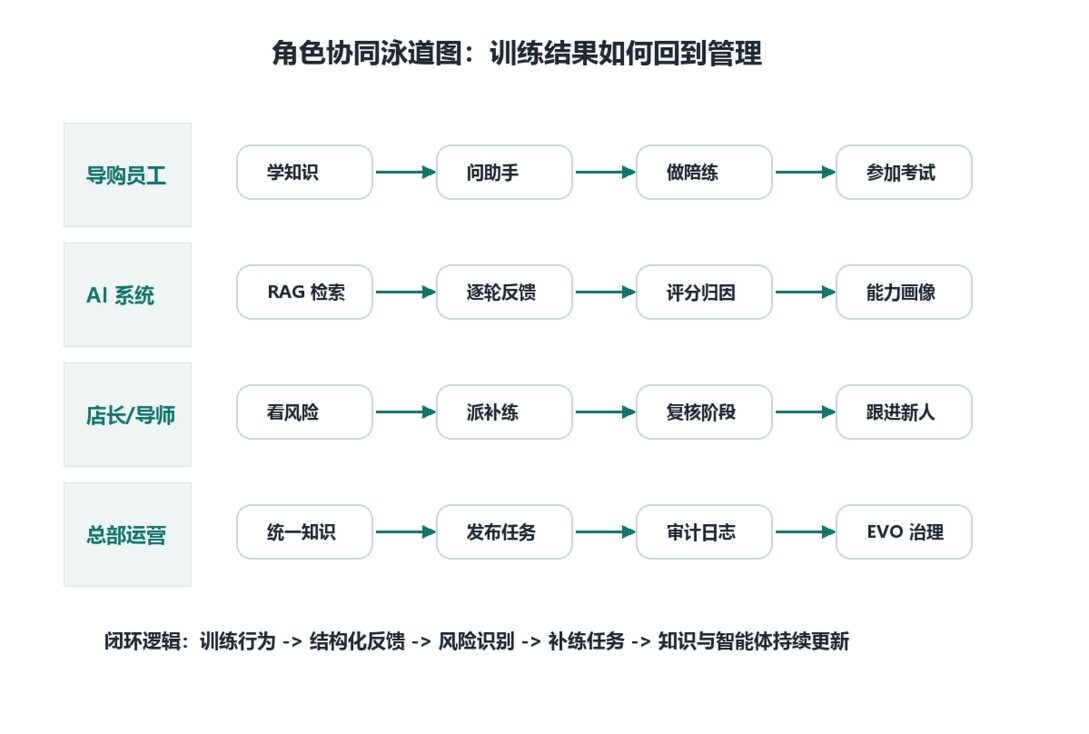 角色协同泳道图：训练结果如何回到管理
导购员工
学知识
问助手
做陪练
参加考试
AI 系统
RAG 检索
逐轮反馈
评分归因
能力画像
店长/导师
看风险
派补练
复核阶段
跟进新人
总部运营
统一知识
发布任务
审计日志
EVO 治理
闭环逻辑：训练行为 -> 结构化反馈 -> 风险识别 -> 补练任务 -> 知识与智能体持续更新